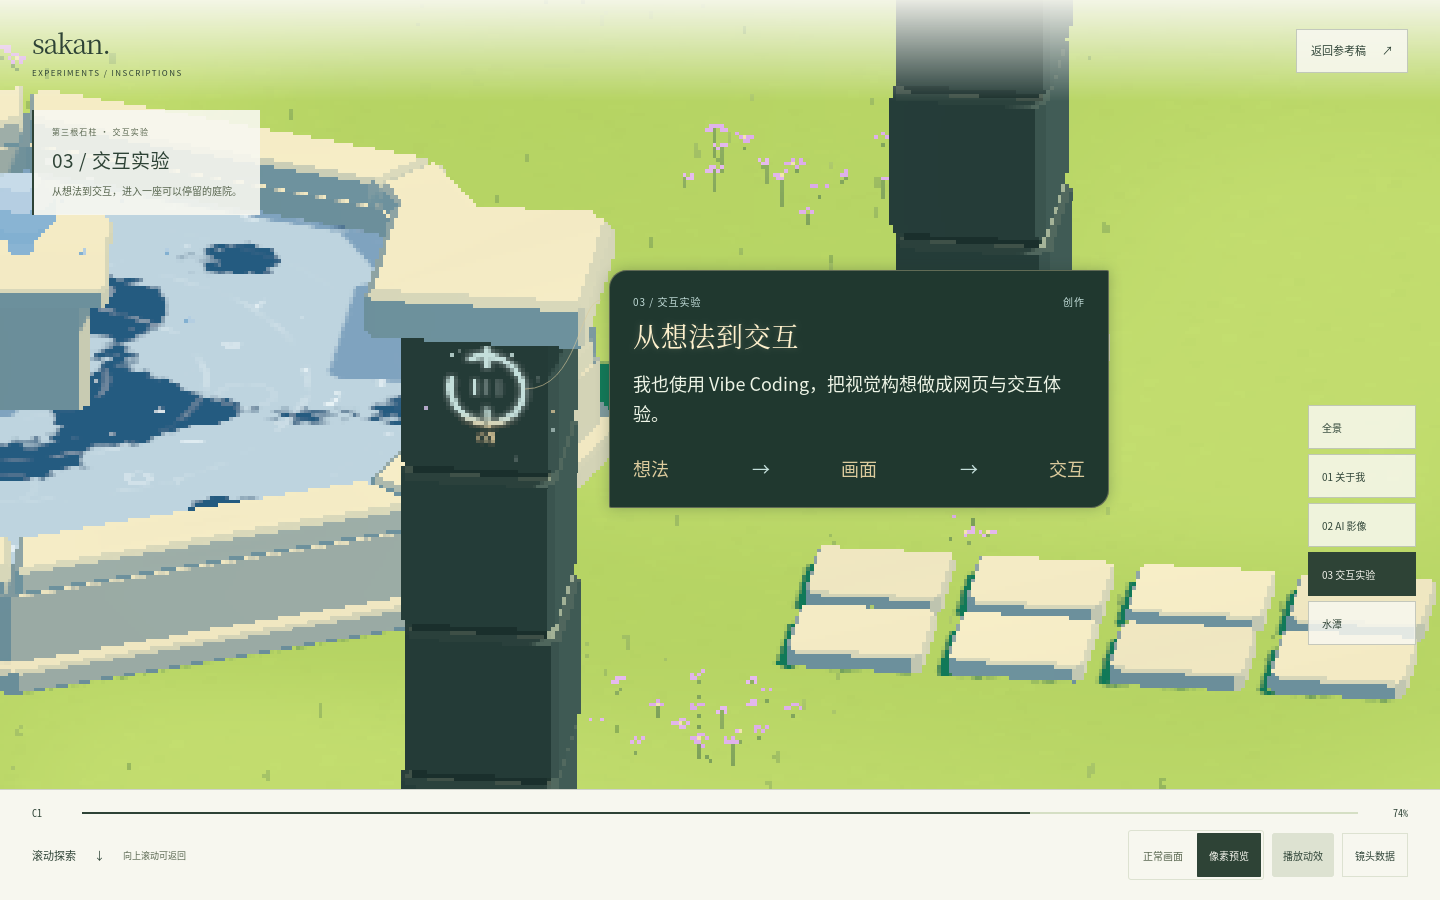 sakan.
EXPERIMENTS / INSCRIPTIONS
返回参考稿 ↗
第三根石柱 · 交互实验
03 / 交互实验
从想法到交互，进入一座可以停留的庭院。
03 / 交互实验
创作
从想法到交互
我也使用 Vibe Coding，把视觉构想做成网页与交互体
验。
想法 → 画面 → 交互
全景
01 关于我
02 AI 影像
03 交互实验
水潭
C1
74%
滚动探索 ↓ 向上滚动可返回
正常画面
像素预览
播放动效
镜头数据